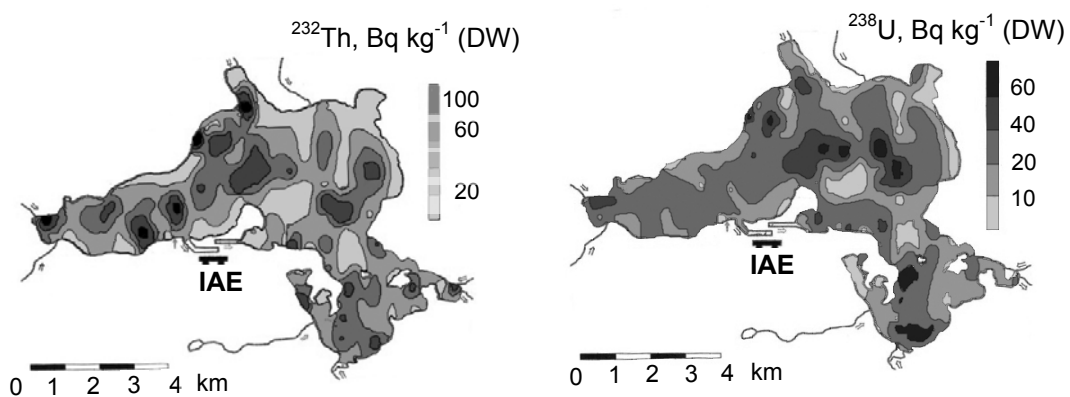 ²³²Th, Bq kg⁻¹ (DW)
100
60
20
IAE
0 1 2 3 4 km
²³⁸U, Bq kg⁻¹ (DW)
60
40
20
10
IAE
0 1 2 3 4 km